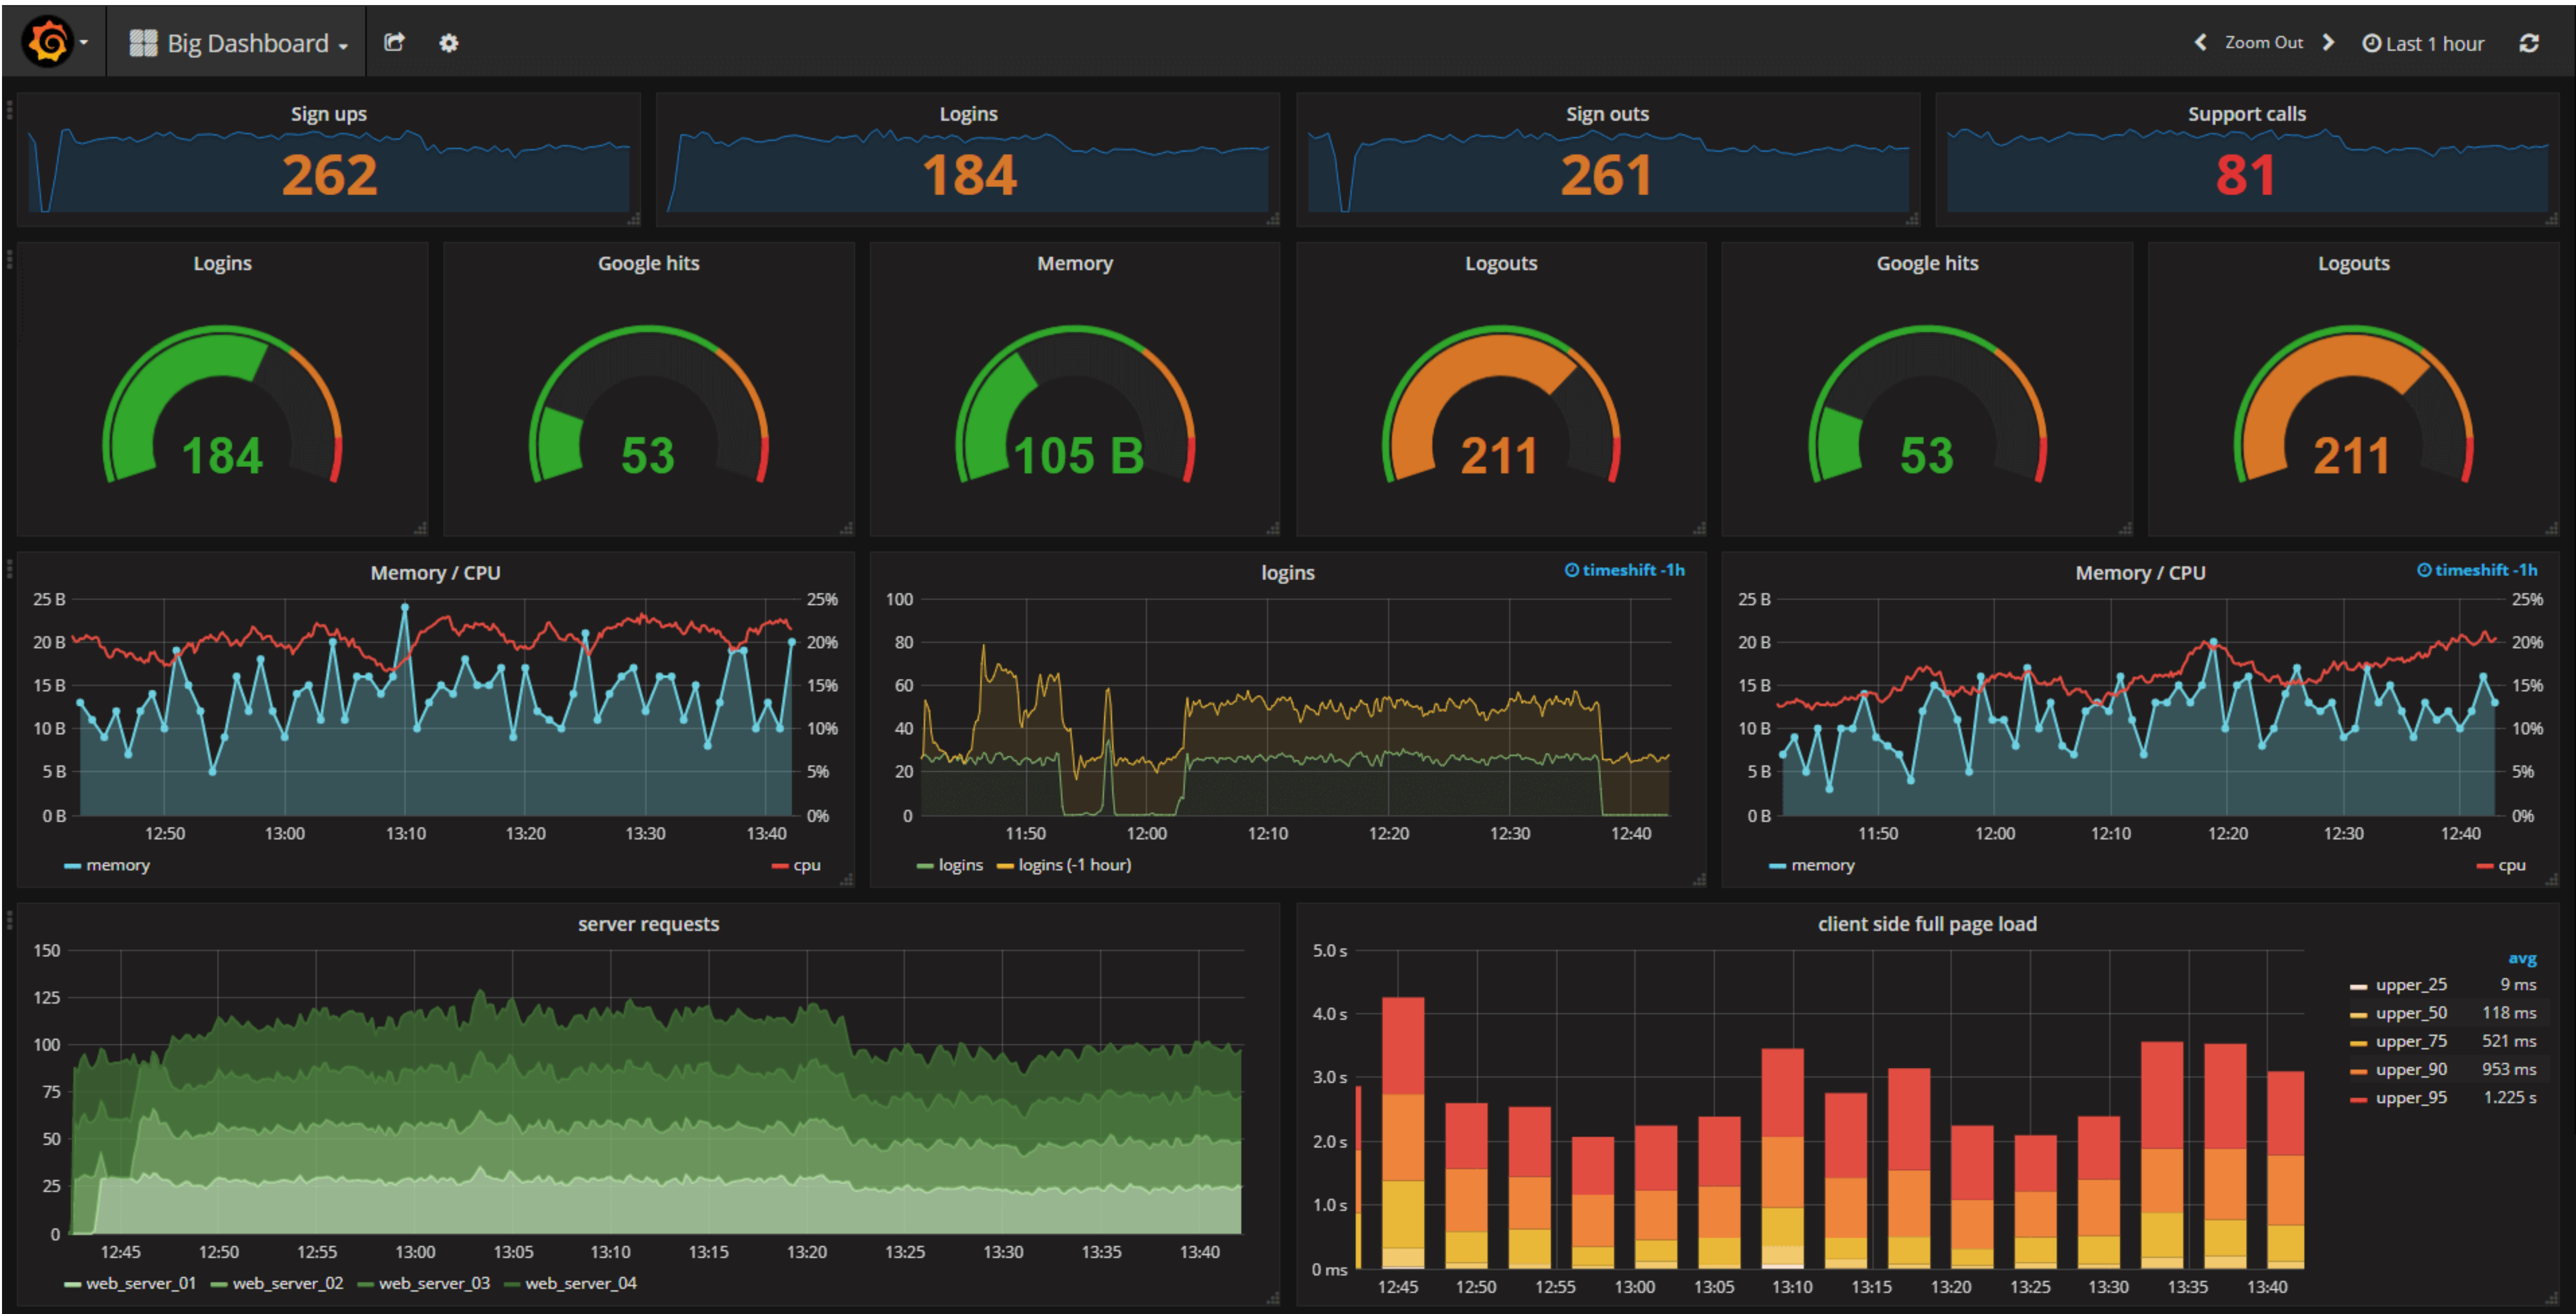 Big Dashboard
Zoom Out
Last 1 hour
Sign ups
262
Logins
184
Sign outs
261
Support calls
81
Logins
184
Google hits
53
Memory
105 B
Logouts
211
Google hits
53
Logouts
211
Memory / CPU
25 B
20 B
15 B
10 B
5 B
0 B
25%
20%
15%
10%
5%
0%
12:50 13:00 13:10 13:20 13:30 13:40
memory cpu
logins
timeshift -1h
100
80
60
40
20
0
11:50 12:00 12:10 12:20 12:30 12:40
logins logins (-1 hour)
Memory / CPU
timeshift -1h
25 B
20 B
15 B
10 B
5 B
0 B
25%
20%
15%
10%
5%
0%
11:50 12:00 12:10 12:20 12:30 12:40
memory cpu
server requests
150
125
100
75
50
25
0
12:45 12:50 12:55 13:00 13:05 13:10 13:15 13:20 13:25 13:30 13:35 13:40
web_server_01 web_server_02 web_server_03 web_server_04
client side full page load
5.0 s
4.0 s
3.0 s
2.0 s
1.0 s
0 ms
12:45 12:50 12:55 13:00 13:05 13:10 13:15 13:20 13:25 13:30 13:35 13:40
avg
upper_25 9 ms
upper_50 118 ms
upper_75 521 ms
upper_90 953 ms
upper_95 1.225 s